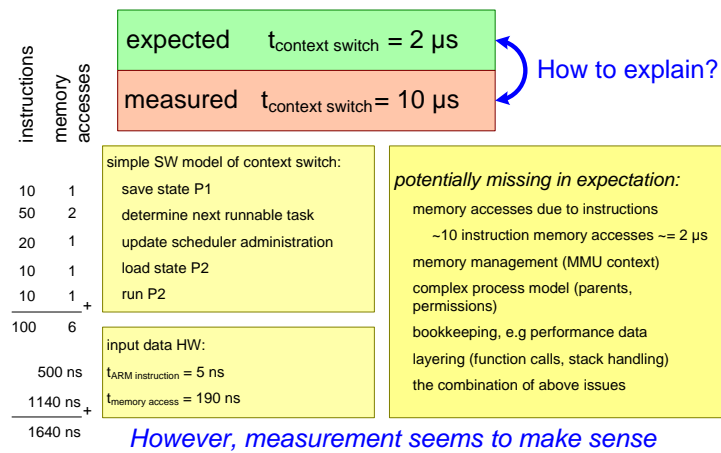 expected t context switch = 2 µs
measured t context switch = 10 µs
How to explain?
instructions
memory
accesses
simple SW model of context switch:
10 1 save state P1
50 2 determine next runnable task
20 1 update scheduler administration
10 1 load state P2
10 1 run P2
+
100 6
input data HW:
500 ns t ARM instruction = 5 ns
1140 ns + t memory access = 190 ns
1640 ns
potentially missing in expectation:
memory accesses due to instructions
~10 instruction memory accesses ~= 2 µs
memory management (MMU context)
complex process model (parents,
permissions)
bookkeeping, e.g performance data
layering (function calls, stack handling)
the combination of above issues
However, measurement seems to make sense